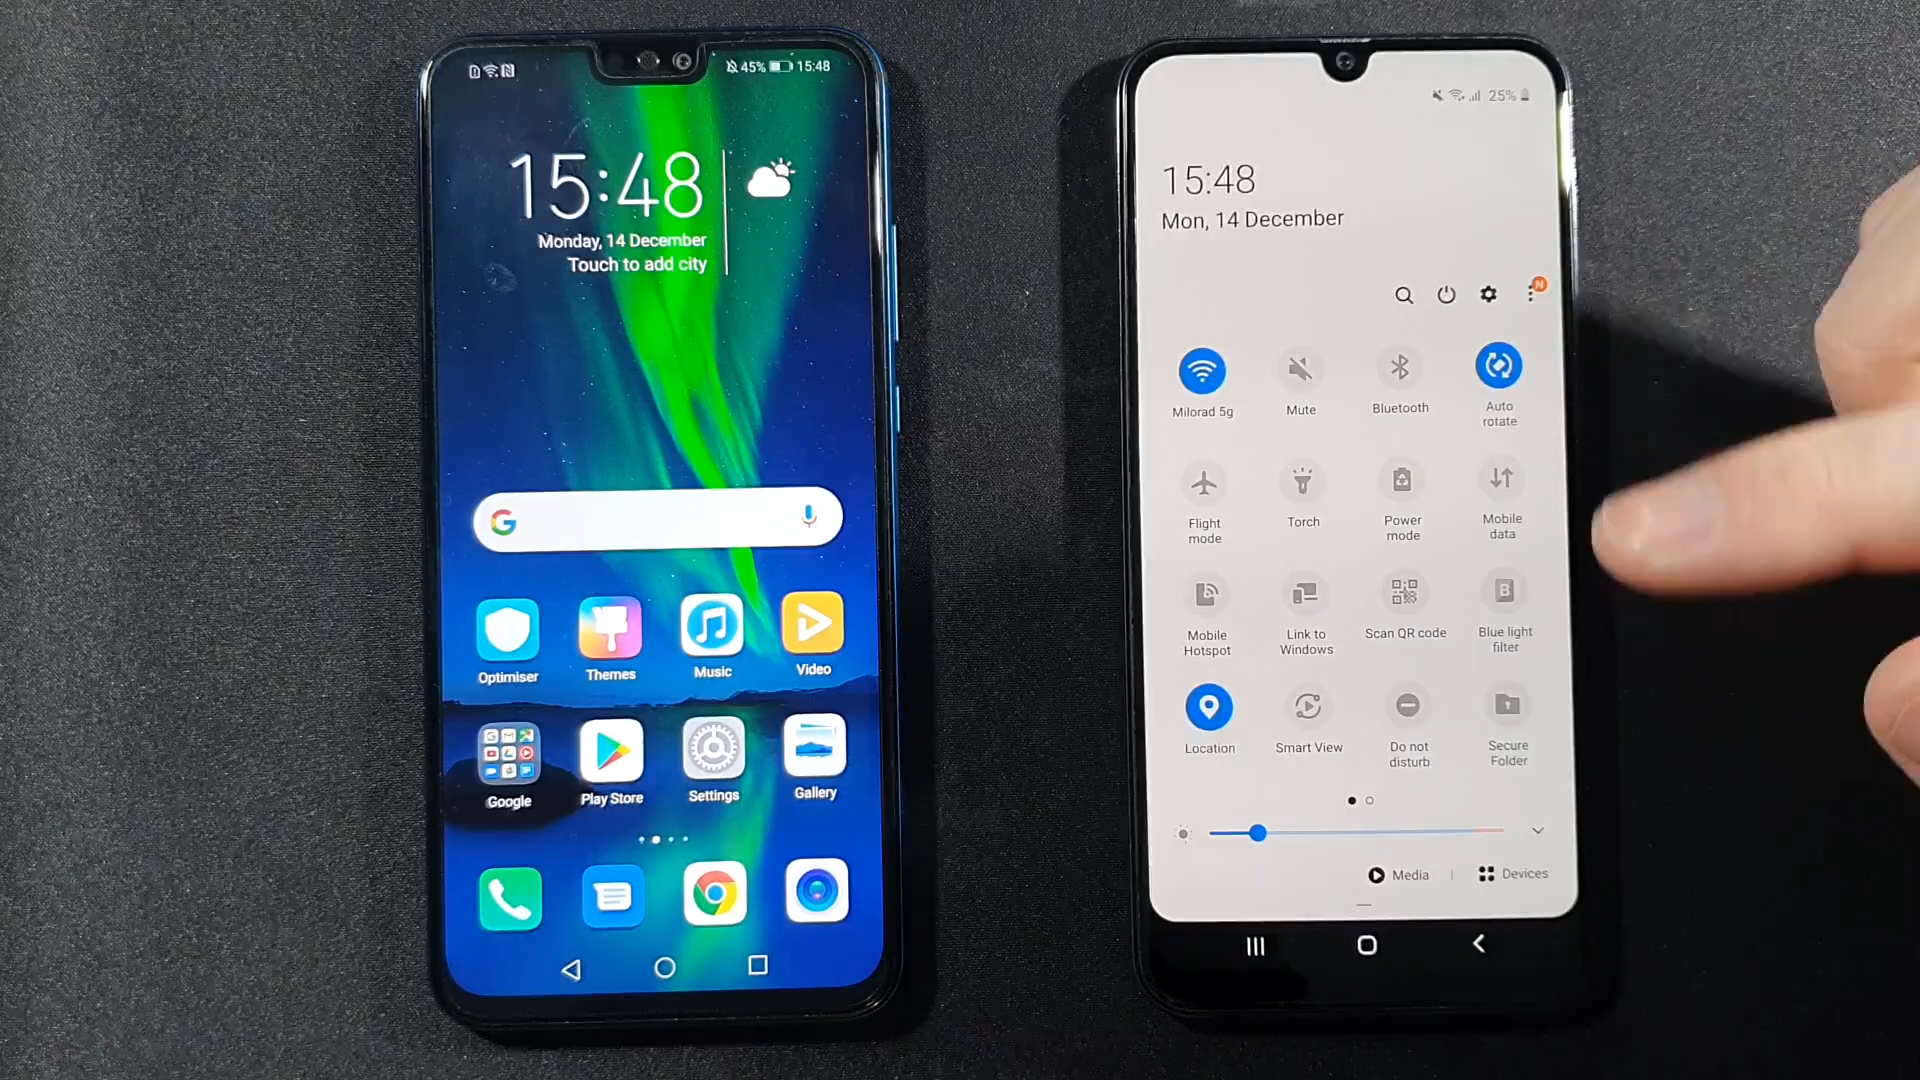 45% 15:48
15:48
Monday, 14 December
Touch to add city
G
Optimiser
Themes
Music
Video
Google
Play Store
Settings
Gallery
25%
15:48
Mon, 14 December
N
Milorad 5g
Mute
Bluetooth
Auto
rotate
Flight
mode
Torch
Power
mode
Mobile
data
Mobile
Hotspot
Link to
Windows
Scan QR code
B
Blue light
filter
Location
Smart View
Do not
disturb
Secure
Folder
Media
Devices